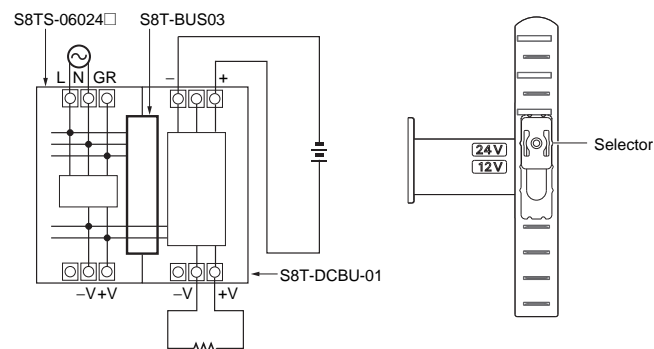 S8TS-06024□ S8T-BUS03
L N GR − +
24V
12V
Selector
S8T-DCBU-01
−V +V −V +V